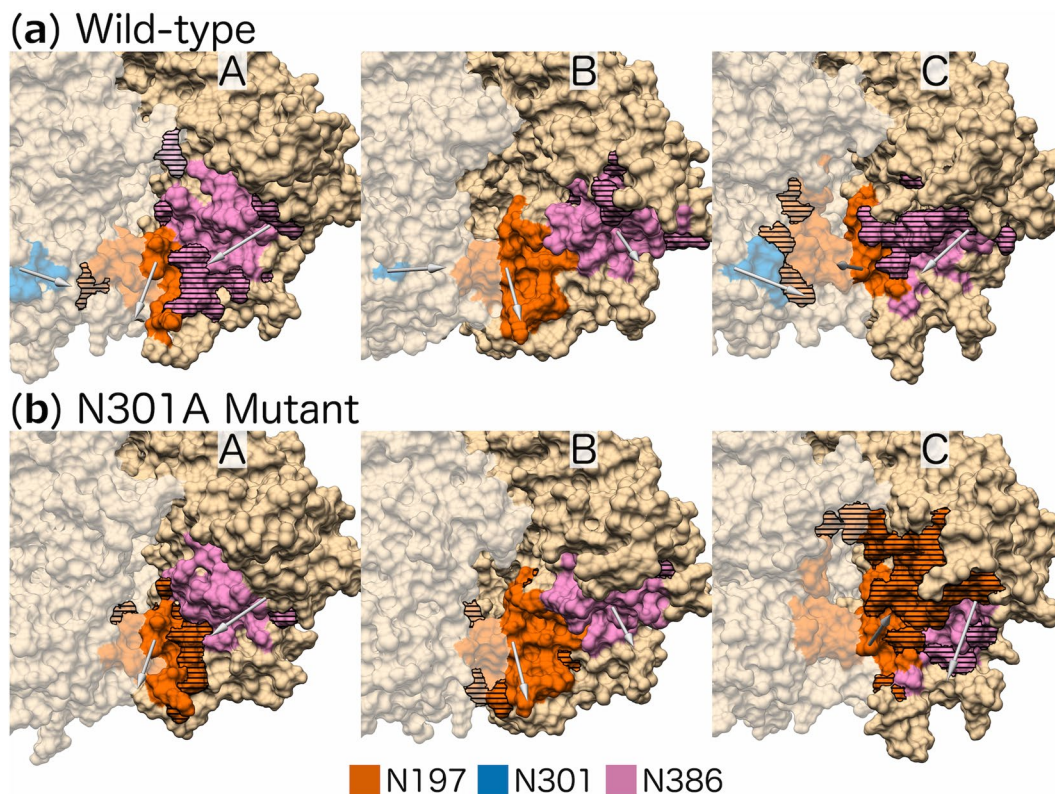 (a) Wild-type
A B C
(b) N301A Mutant
A B C
N197 N301 N386